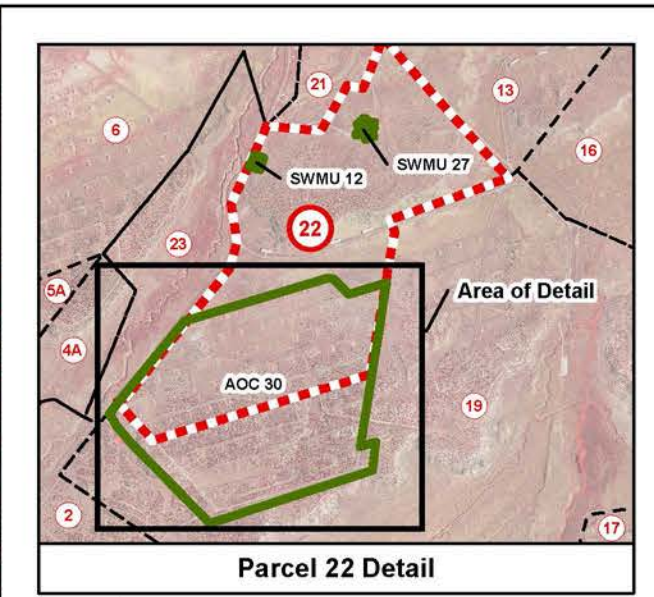 21
13
6
16
SWMU 27
SWMU 12
22
23
5A
Area of Detail
4A
AOC 30
19
2
17
Parcel 22 Detail